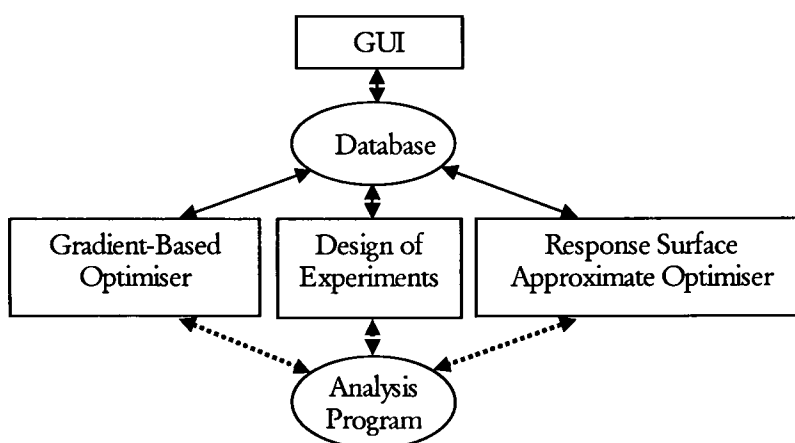 GUI
Database
Gradient-Based
Optimiser
Design of
Experiments
Response Surface
Approximate Optimiser
Analysis
Program